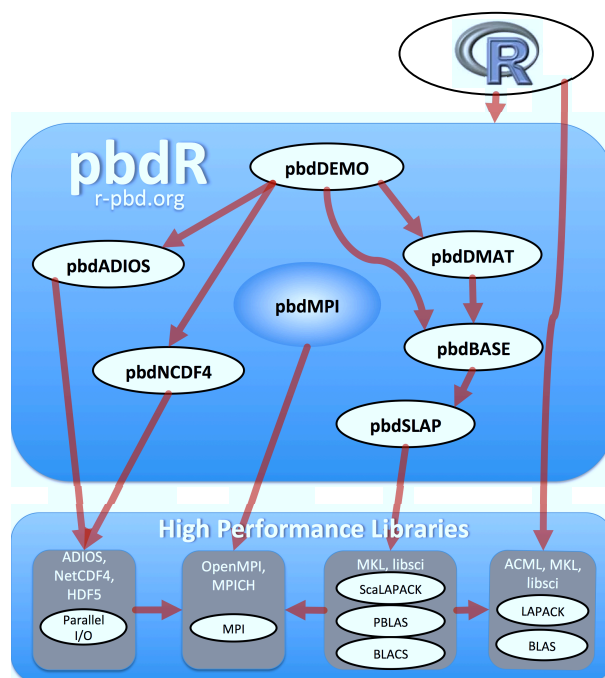 R
pbdR
r-pbd.org
pbdDEMO
pbdADIOS
pbdDMAT
pbdMPI
pbdBASE
pbdNCDF4
pbdSLAP
High Performance Libraries
ADIOS,
NetCDF4,
HDF5
Parallel
I/O
OpenMPI,
MPICH
MPI
MKL, libsci
ScaLAPACK
PBLAS
BLACS
ACML, MKL,
libsci
LAPACK
BLAS